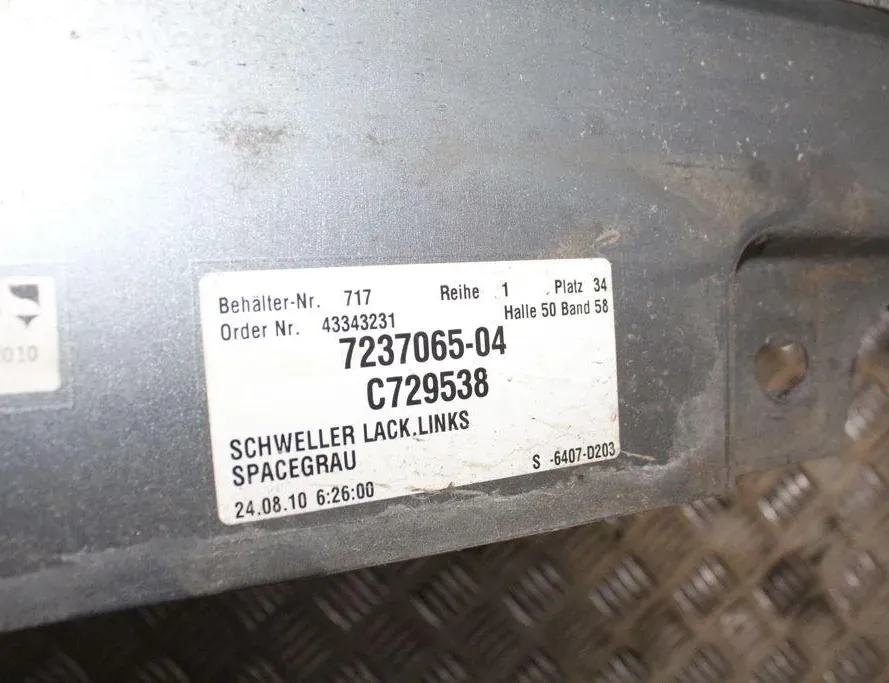 Behälter-Nr. 717 Reihe 1 Platz 34
Order Nr. 43343231 Halle 50 Band 58
7237065-04
C729538
SCHWELLER LACK.LINKS
SPACEGRAU
S -6407-D203
24.08.10 6:26:00
010